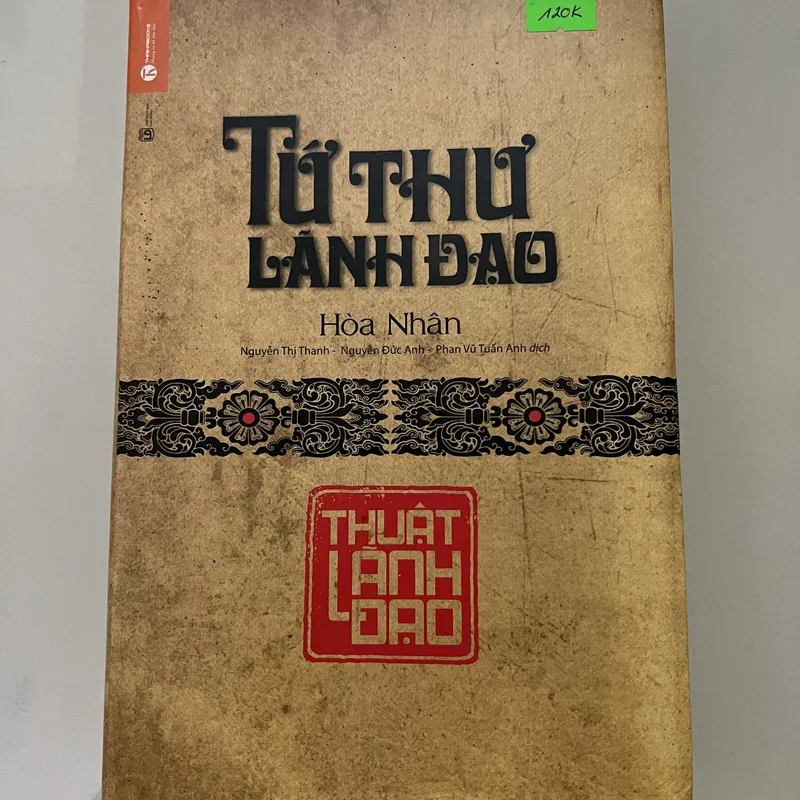 120K
THAIHABOOKS
TỨ THƯ
LÃNH ĐẠO
Hòa Nhân
Nguyễn Thị Thanh - Nguyễn Đức Anh - Phan Vũ Tuấn Anh dịch
THUẬT
LÃNH
ĐẠO